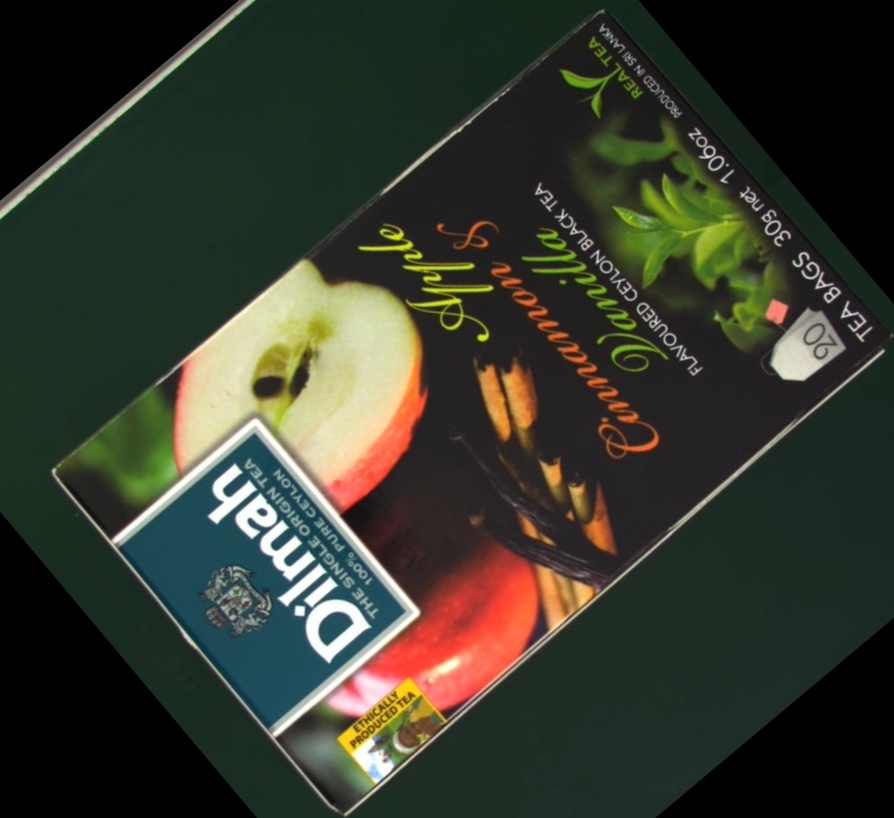 Dilmah
THE SINGLE ORIGIN TEA
100% PURE CEYLON
ETHICALLY
PRODUCED TEA
Apple
Cinnamon &
Vanilla
FLAVOURED CEYLON BLACK TEA
20
TEA BAGS 30g net 1.06oz
REAL TEA
PRODUCED IN SRI LANKA